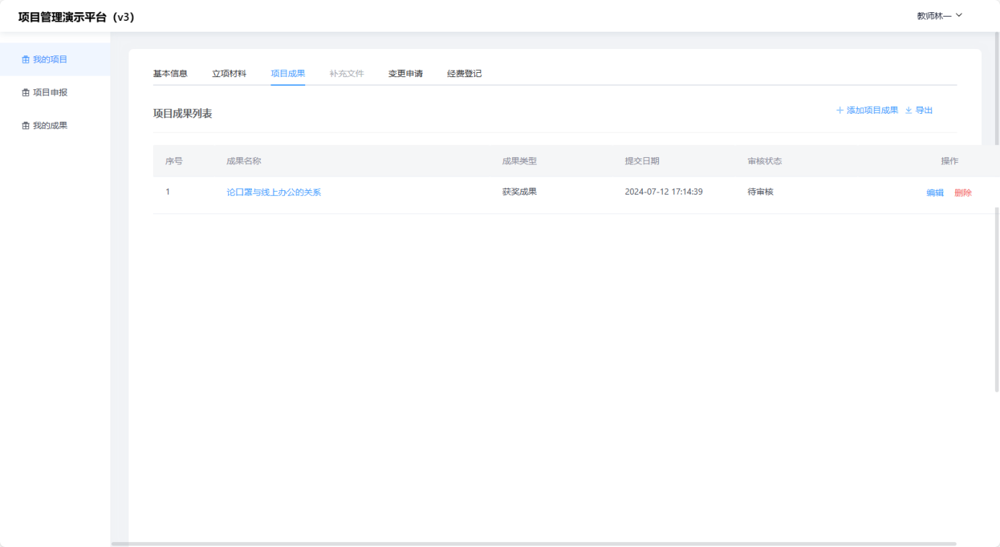 项目管理演示平台（v3）
教师林一
我的项目
项目申报
我的成果
基本信息 立项材料 项目成果 补充文件 变更申请 经费登记
项目成果列表
添加项目成果 导出
序号 成果名称 成果类型 提交日期 审核状态 操作
1 论口罩与线上办公的关系 获奖成果 2024-07-12 17:14:39 待审核 编辑 删除